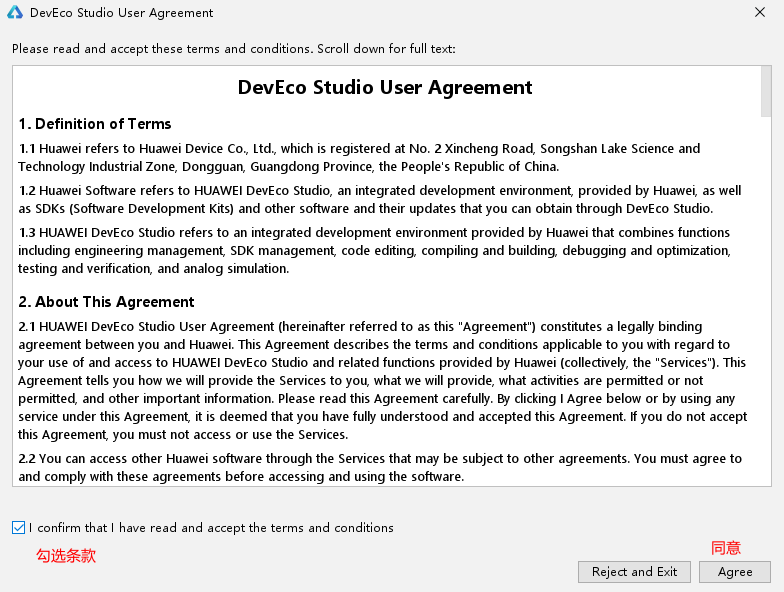 DevEco Studio User Agreement
Please read and accept these terms and conditions. Scroll down for full text:
DevEco Studio User Agreement
1. Definition of Terms
1.1 Huawei refers to Huawei Device Co., Ltd., which is registered at No. 2 Xincheng Road, Songshan Lake Science and
Technology Industrial Zone, Dongguan, Guangdong Province, the People's Republic of China.
1.2 Huawei Software refers to HUAWEI DevEco Studio, an integrated development environment, provided by Huawei, as well
as SDKs (Software Development Kits) and other software and their updates that you can obtain through DevEco Studio.
1.3 HUAWEI DevEco Studio refers to an integrated development environment provided by Huawei that combines functions
including engineering management, SDK management, code editing, compiling and building, debugging and optimization,
testing and verification, and analog simulation.
2. About This Agreement
2.1 HUAWEI DevEco Studio User Agreement (hereinafter referred to as this "Agreement") constitutes a legally binding
agreement between you and Huawei. This Agreement describes the terms and conditions applicable to you with regard to
your use of and access to HUAWEI DevEco Studio and related functions provided by Huawei (collectively, the "Services"). This
Agreement tells you how we will provide the Services to you, what we will provide, what activities are permitted or not
permitted, and other important information. Please read this Agreement carefully. By clicking I Agree below or by using any
service under this Agreement, it is deemed that you have fully understood and accepted this Agreement. If you do not accept
this Agreement, you must not access or use the Services.
2.2 You can access other Huawei software through the Services that may be subject to other agreements. You must agree to
and comply with these agreements before accessing and using the software.
I confirm that I have read and accept the terms and conditions
勾选条款
同意
Reject and Exit
Agree